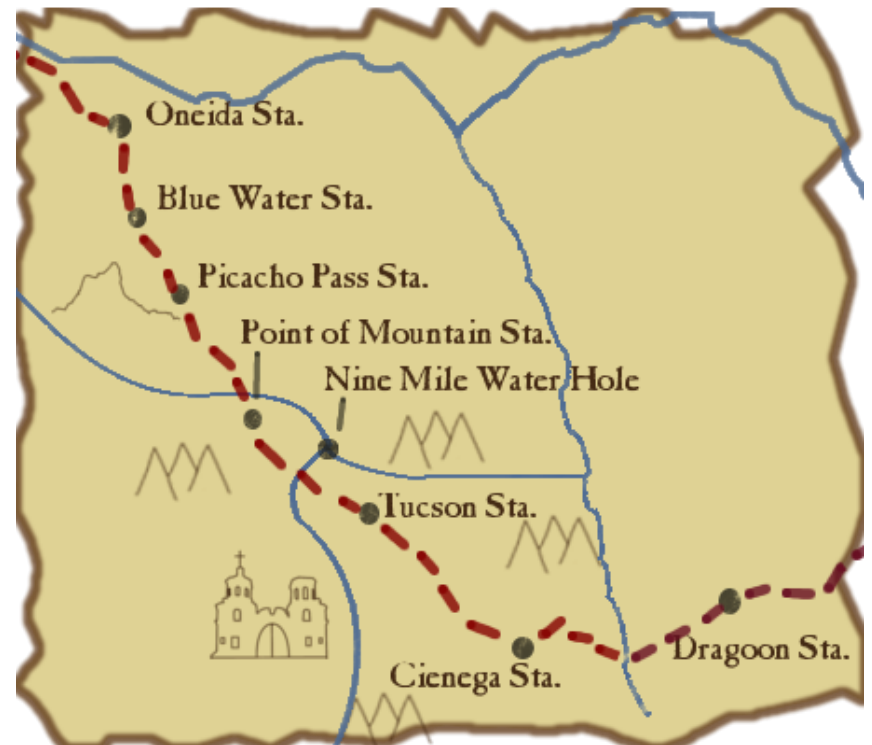 Oneida Sta.
Blue Water Sta.
Picacho Pass Sta.
Point of Mountain Sta.
Nine Mile Water Hole
Tucson Sta.
Dragoon Sta.
Cienega Sta.